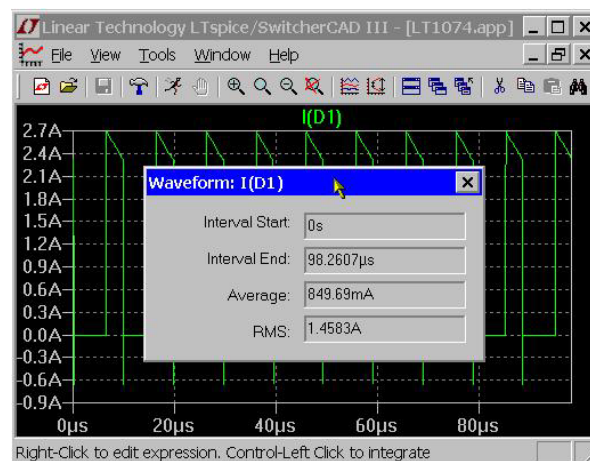 Linear Technology LTspice/SwitcherCAD III - [LT1074.app]
File View Tools Window Help
I(D1)
2.7A
2.4A
2.1A
1.8A
1.5A
1.2A
0.9A
0.6A
0.3A
0.0A
-0.3A
-0.6A
-0.9A
Waveform: I(D1)
Interval Start: 0s
Interval End: 98.2607µs
Average: 849.69mA
RMS: 1.4583A
0µs 20µs 40µs 60µs 80µs
Right-Click to edit expression. Control-Left Click to integrate